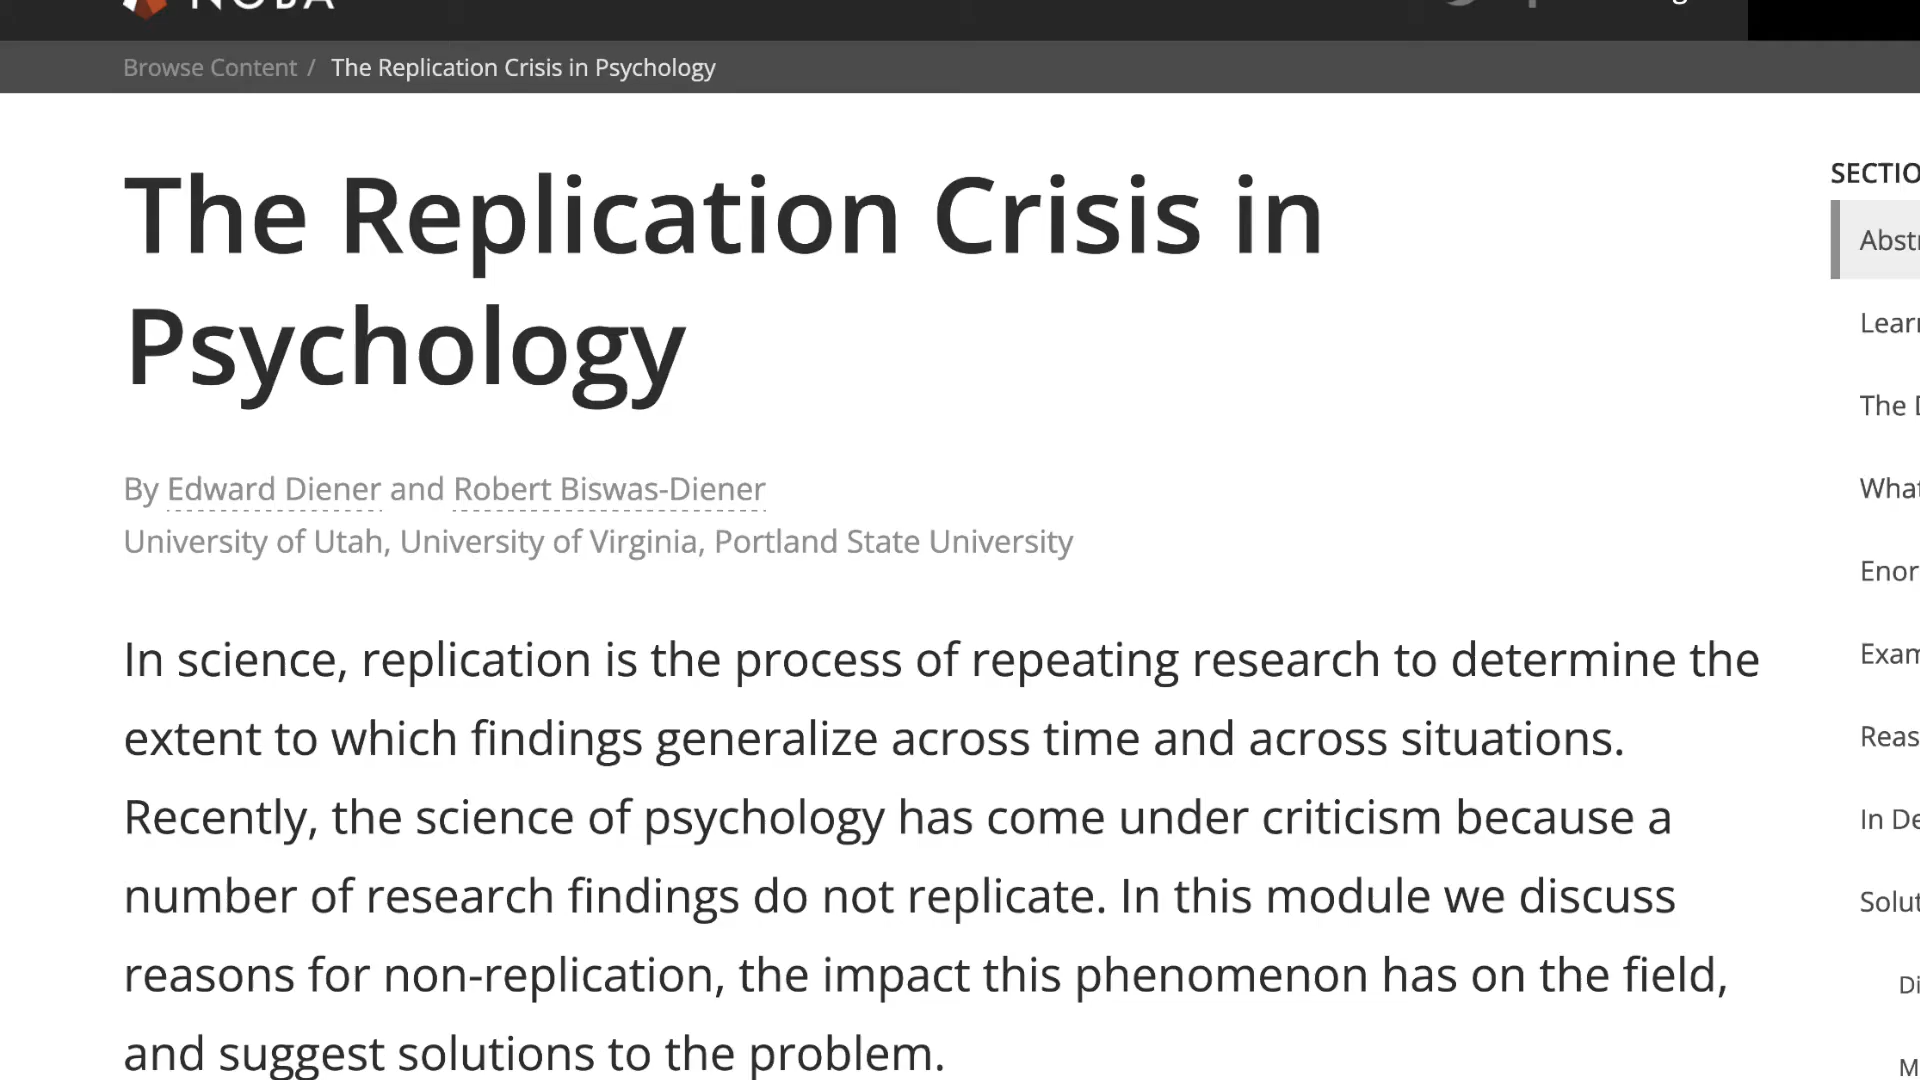 NOBA
Browse Content / The Replication Crisis in Psychology
The Replication Crisis in
Psychology
By Edward Diener and Robert Biswas-Diener
University of Utah, University of Virginia, Portland State University
In science, replication is the process of repeating research to determine the
extent to which findings generalize across time and across situations.
Recently, the science of psychology has come under criticism because a
number of research findings do not replicate. In this module we discuss
reasons for non-replication, the impact this phenomenon has on the field,
and suggest solutions to the problem.
The